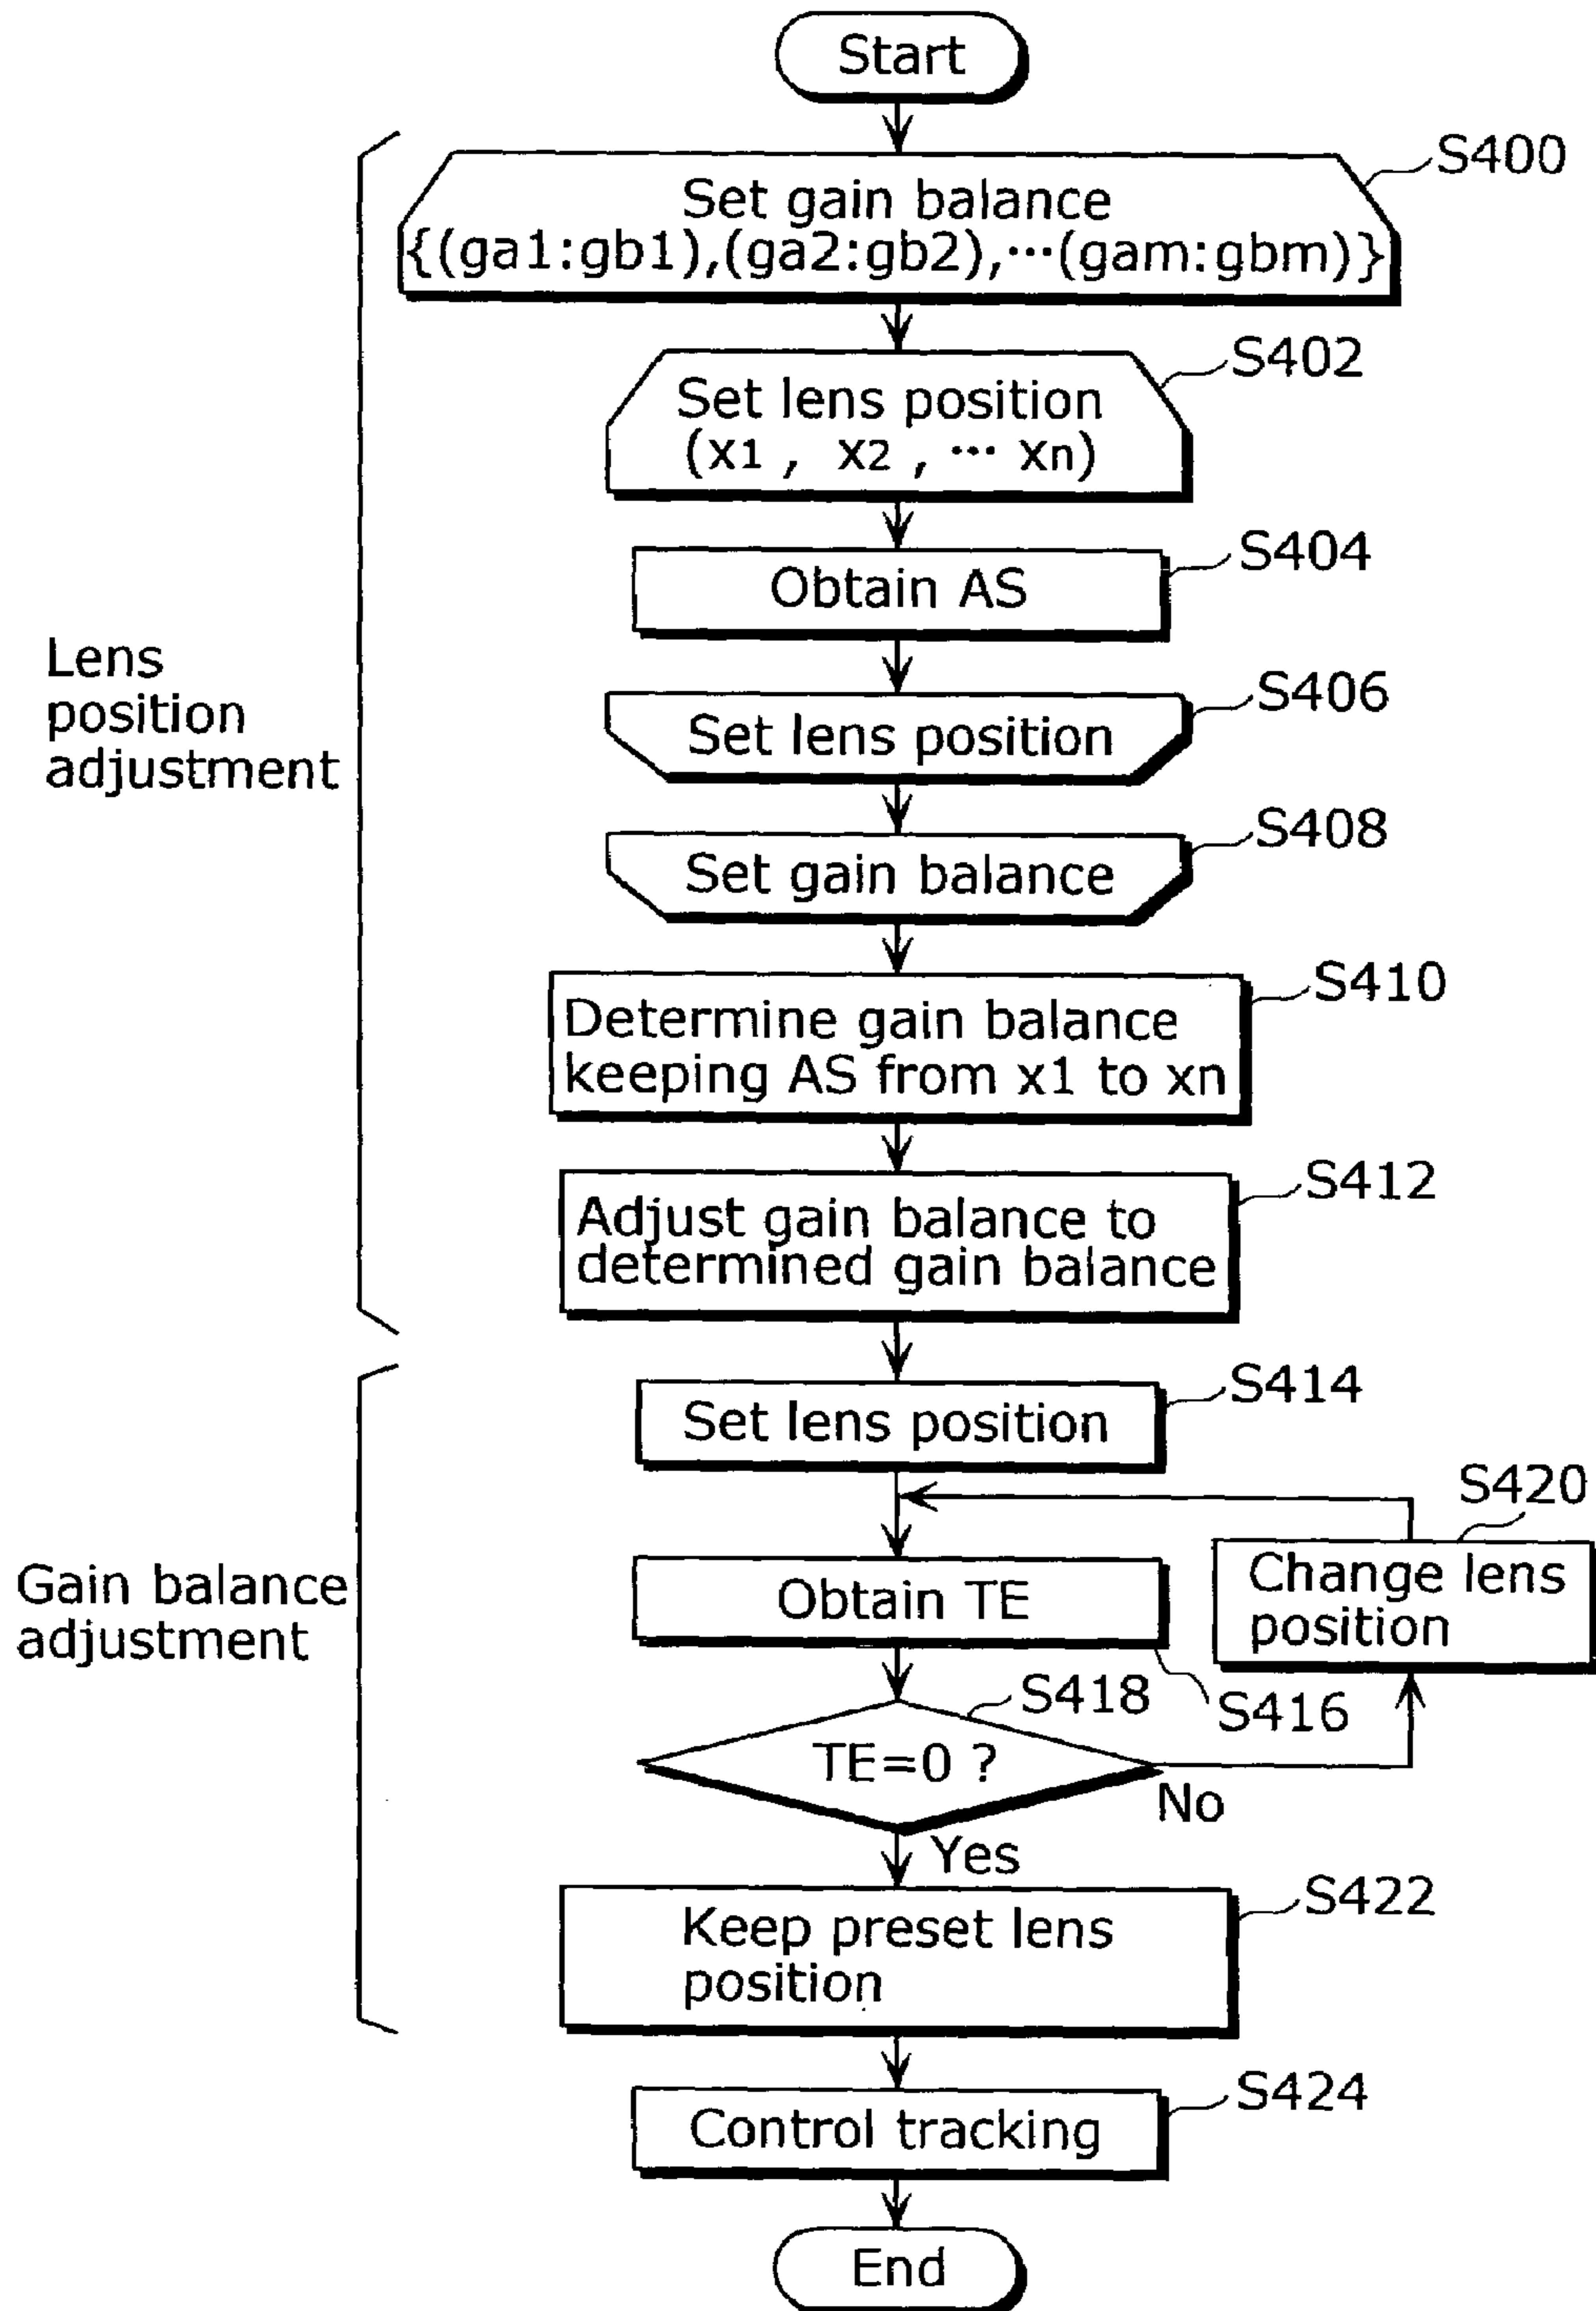 Start
S400
Set gain balance
{(ga1:gb1),(ga2:gb2),···(gam:gbm)}
S402
Set lens position
(x1 , x2 , ··· xn)
S404
Obtain AS
Lens
position
adjustment
S406
Set lens position
S408
Set gain balance
S410
Determine gain balance
keeping AS from x1 to xn
S412
Adjust gain balance to
determined gain balance
S414
Set lens position
S420
Change lens
position
Gain balance
adjustment
Obtain TE
S416
S418
TE=0 ?
No
Yes
S422
Keep preset lens
position
S424
Control tracking
End